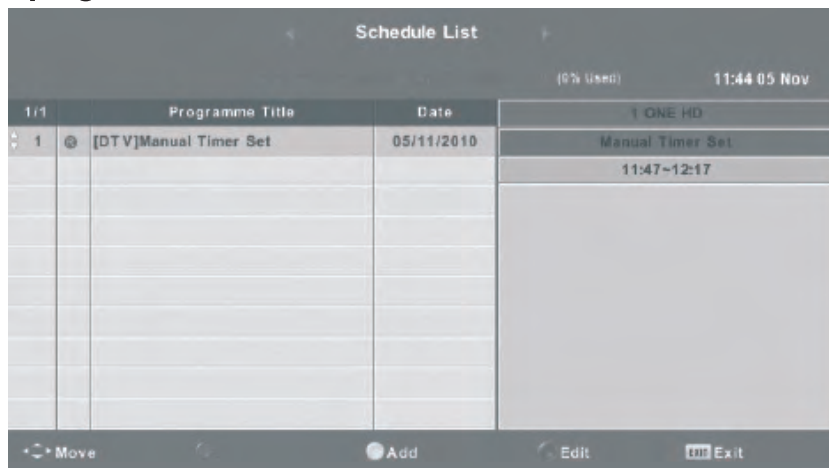 Schedule List
(0% Used) 11:44 05 Nov
1/1 Programme Title Date 1 ONE HD
1 [DTV]Manual Timer Set 05/11/2010 Manual Timer Set
11:47~12:17
Move Add Edit EXIT Exit